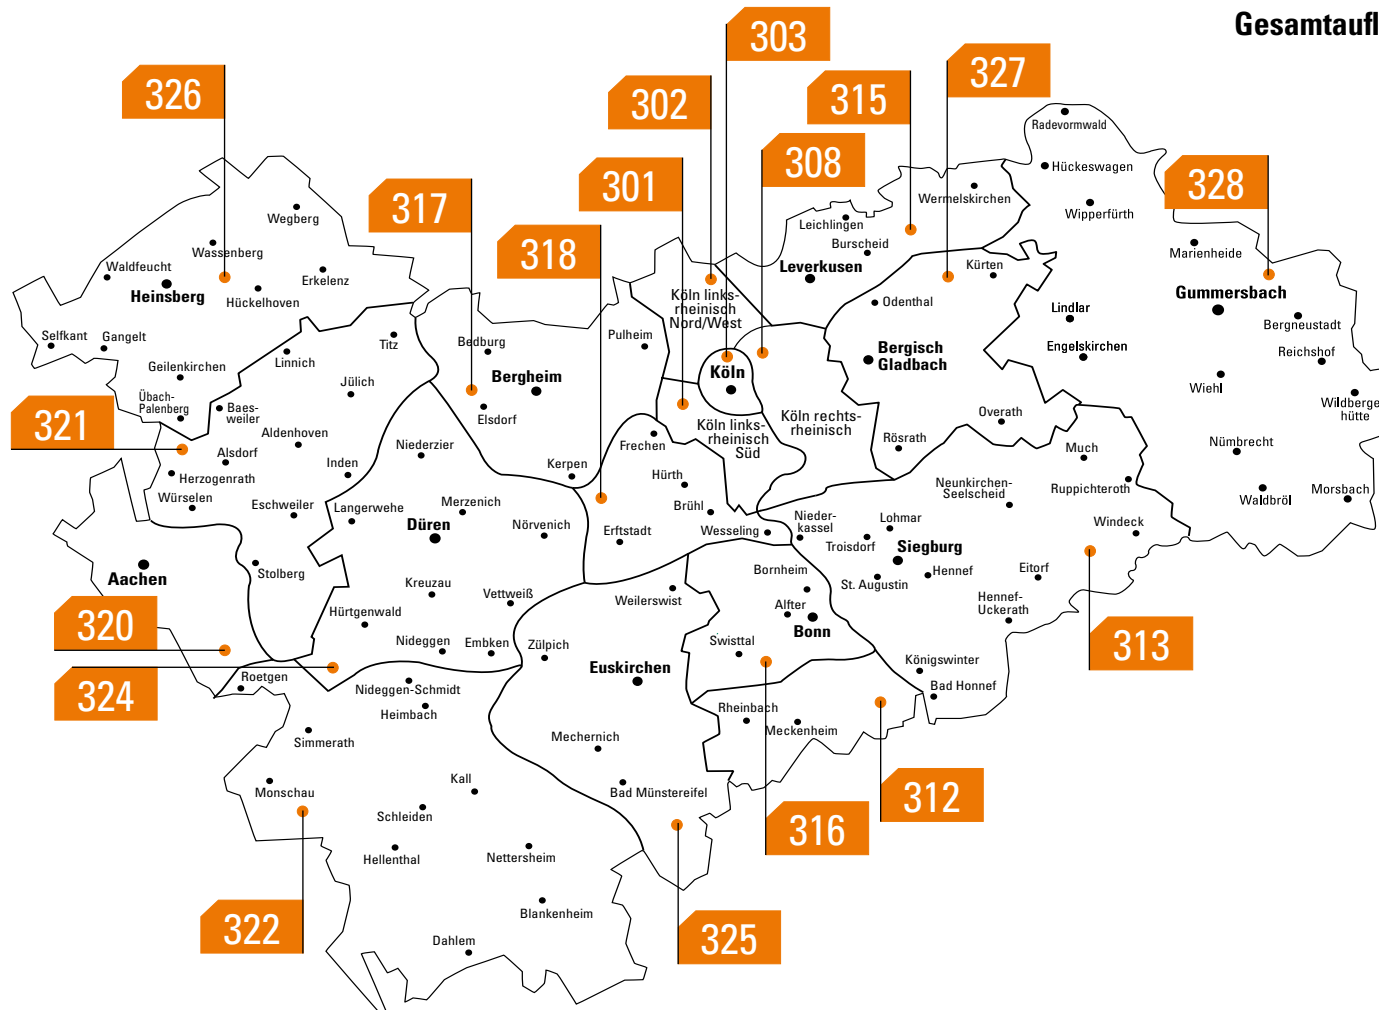 Gesamtaufl
303
326
327
302
315
308
Radevormwald
301
Hückeswagen
328
317
Wermelskirchen
Wegberg
318
Leichlingen
Wipperfürth
Burscheid
Wassenberg
Marienheide
Waldfeucht
Leverkusen
Kürten
Erkelenz
Heinsberg
Hückelhoven
Köln links-
rheinisch
Nord/West
Odenthal
Gummersbach
Lindlar
Bergneustadt
Selfkant
Gangelt
Titz
Bedburg
Pulheim
Bergisch
Gladbach
Engelskirchen
Reichshof
Linnich
Geilenkirchen
Bergheim
Köln
Jülich
Wiehl
Übach-
Palenberg
Baes-
weiler
Elsdorf
Köln rechts-
rheinisch
Wildberger-
hütte
321
Overath
Köln links-
rheinisch
Süd
Aldenhoven
Niederzier
Frechen
Rösrath
Nümbrecht
Alsdorf
Inden
Much
Herzogenrath
Kerpen
Hürth
Neunkirchen-
Seelscheid
Ruppichteroth
Würselen
Eschweiler
Langerwehe
Merzenich
Brühl
Waldbröl
Morsbach
Düren
Nörvenich
Erftstadt
Wesseling
Nieder-
kassel
Lohmar
Windeck
Troisdorf
Siegburg
Aachen
Stolberg
Bornheim
Hennef
Eitorf
St. Augustin
Kreuzau
Vettweiß
Weilerswist
Alfter
Hennef-
Uckerath
Hürtgenwald
Bonn
320
313
Nideggen
Embken
Zülpich
Swisttal
Königswinter
Euskirchen
Roetgen
324
Nideggen-Schmidt
Bad Honnef
Heimbach
Rheinbach
Meckenheim
Simmerath
Mechernich
Monschau
Kall
Bad Münstereifel
312
Schleiden
316
Hellenthal
Nettersheim
322
Blankenheim
325
Dahlem